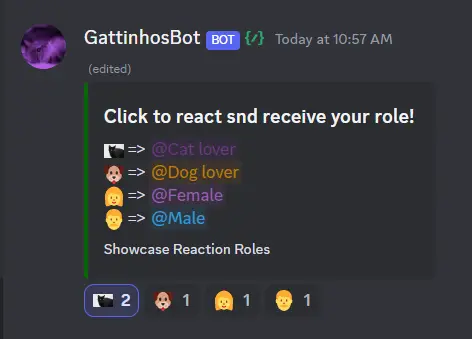 GattinhosBot BOT {/} Today at 10:57 AM
(edited)
Click to react snd receive your role!
=> @Cat lover
=> @Dog lover
=> @Female
=> @Male
Showcase Reaction Roles
2 1 1 1